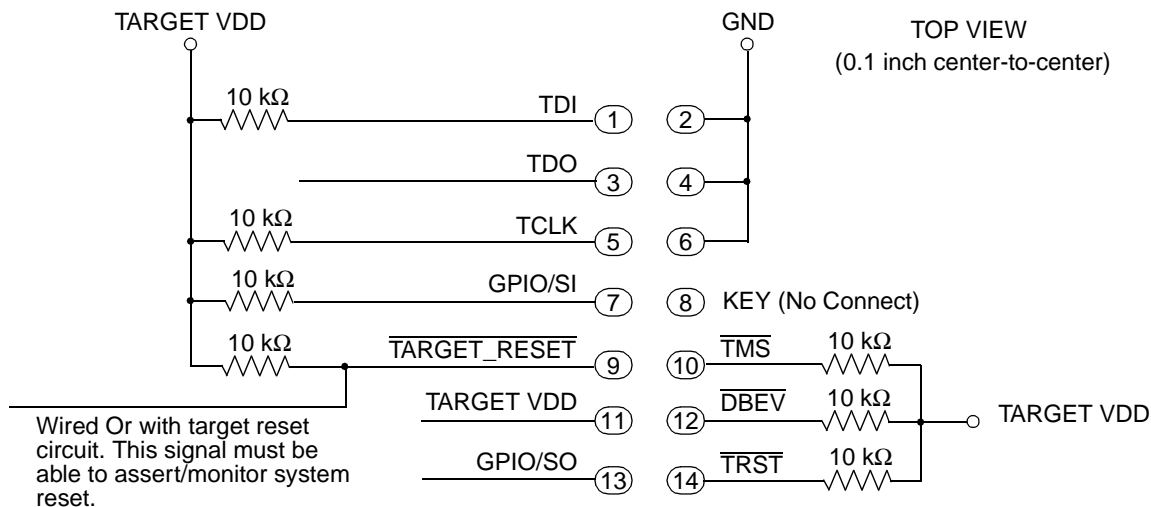 TARGET VDD
GND
TOP VIEW
(0.1 inch center-to-center)
10 kΩ
TDI
1
2
TDO
3
4
10 kΩ
TCLK
5
6
10 kΩ
GPIO/SI
7
8
KEY (No Connect)
10 kΩ
TARGET_RESET
9
10
TMS
10 kΩ
TARGET VDD
11
12
DBEV
10 kΩ
TARGET VDD
GPIO/SO
13
14
TRST
10 kΩ
Wired Or with target reset
circuit. This signal must be
able to assert/monitor system
reset.